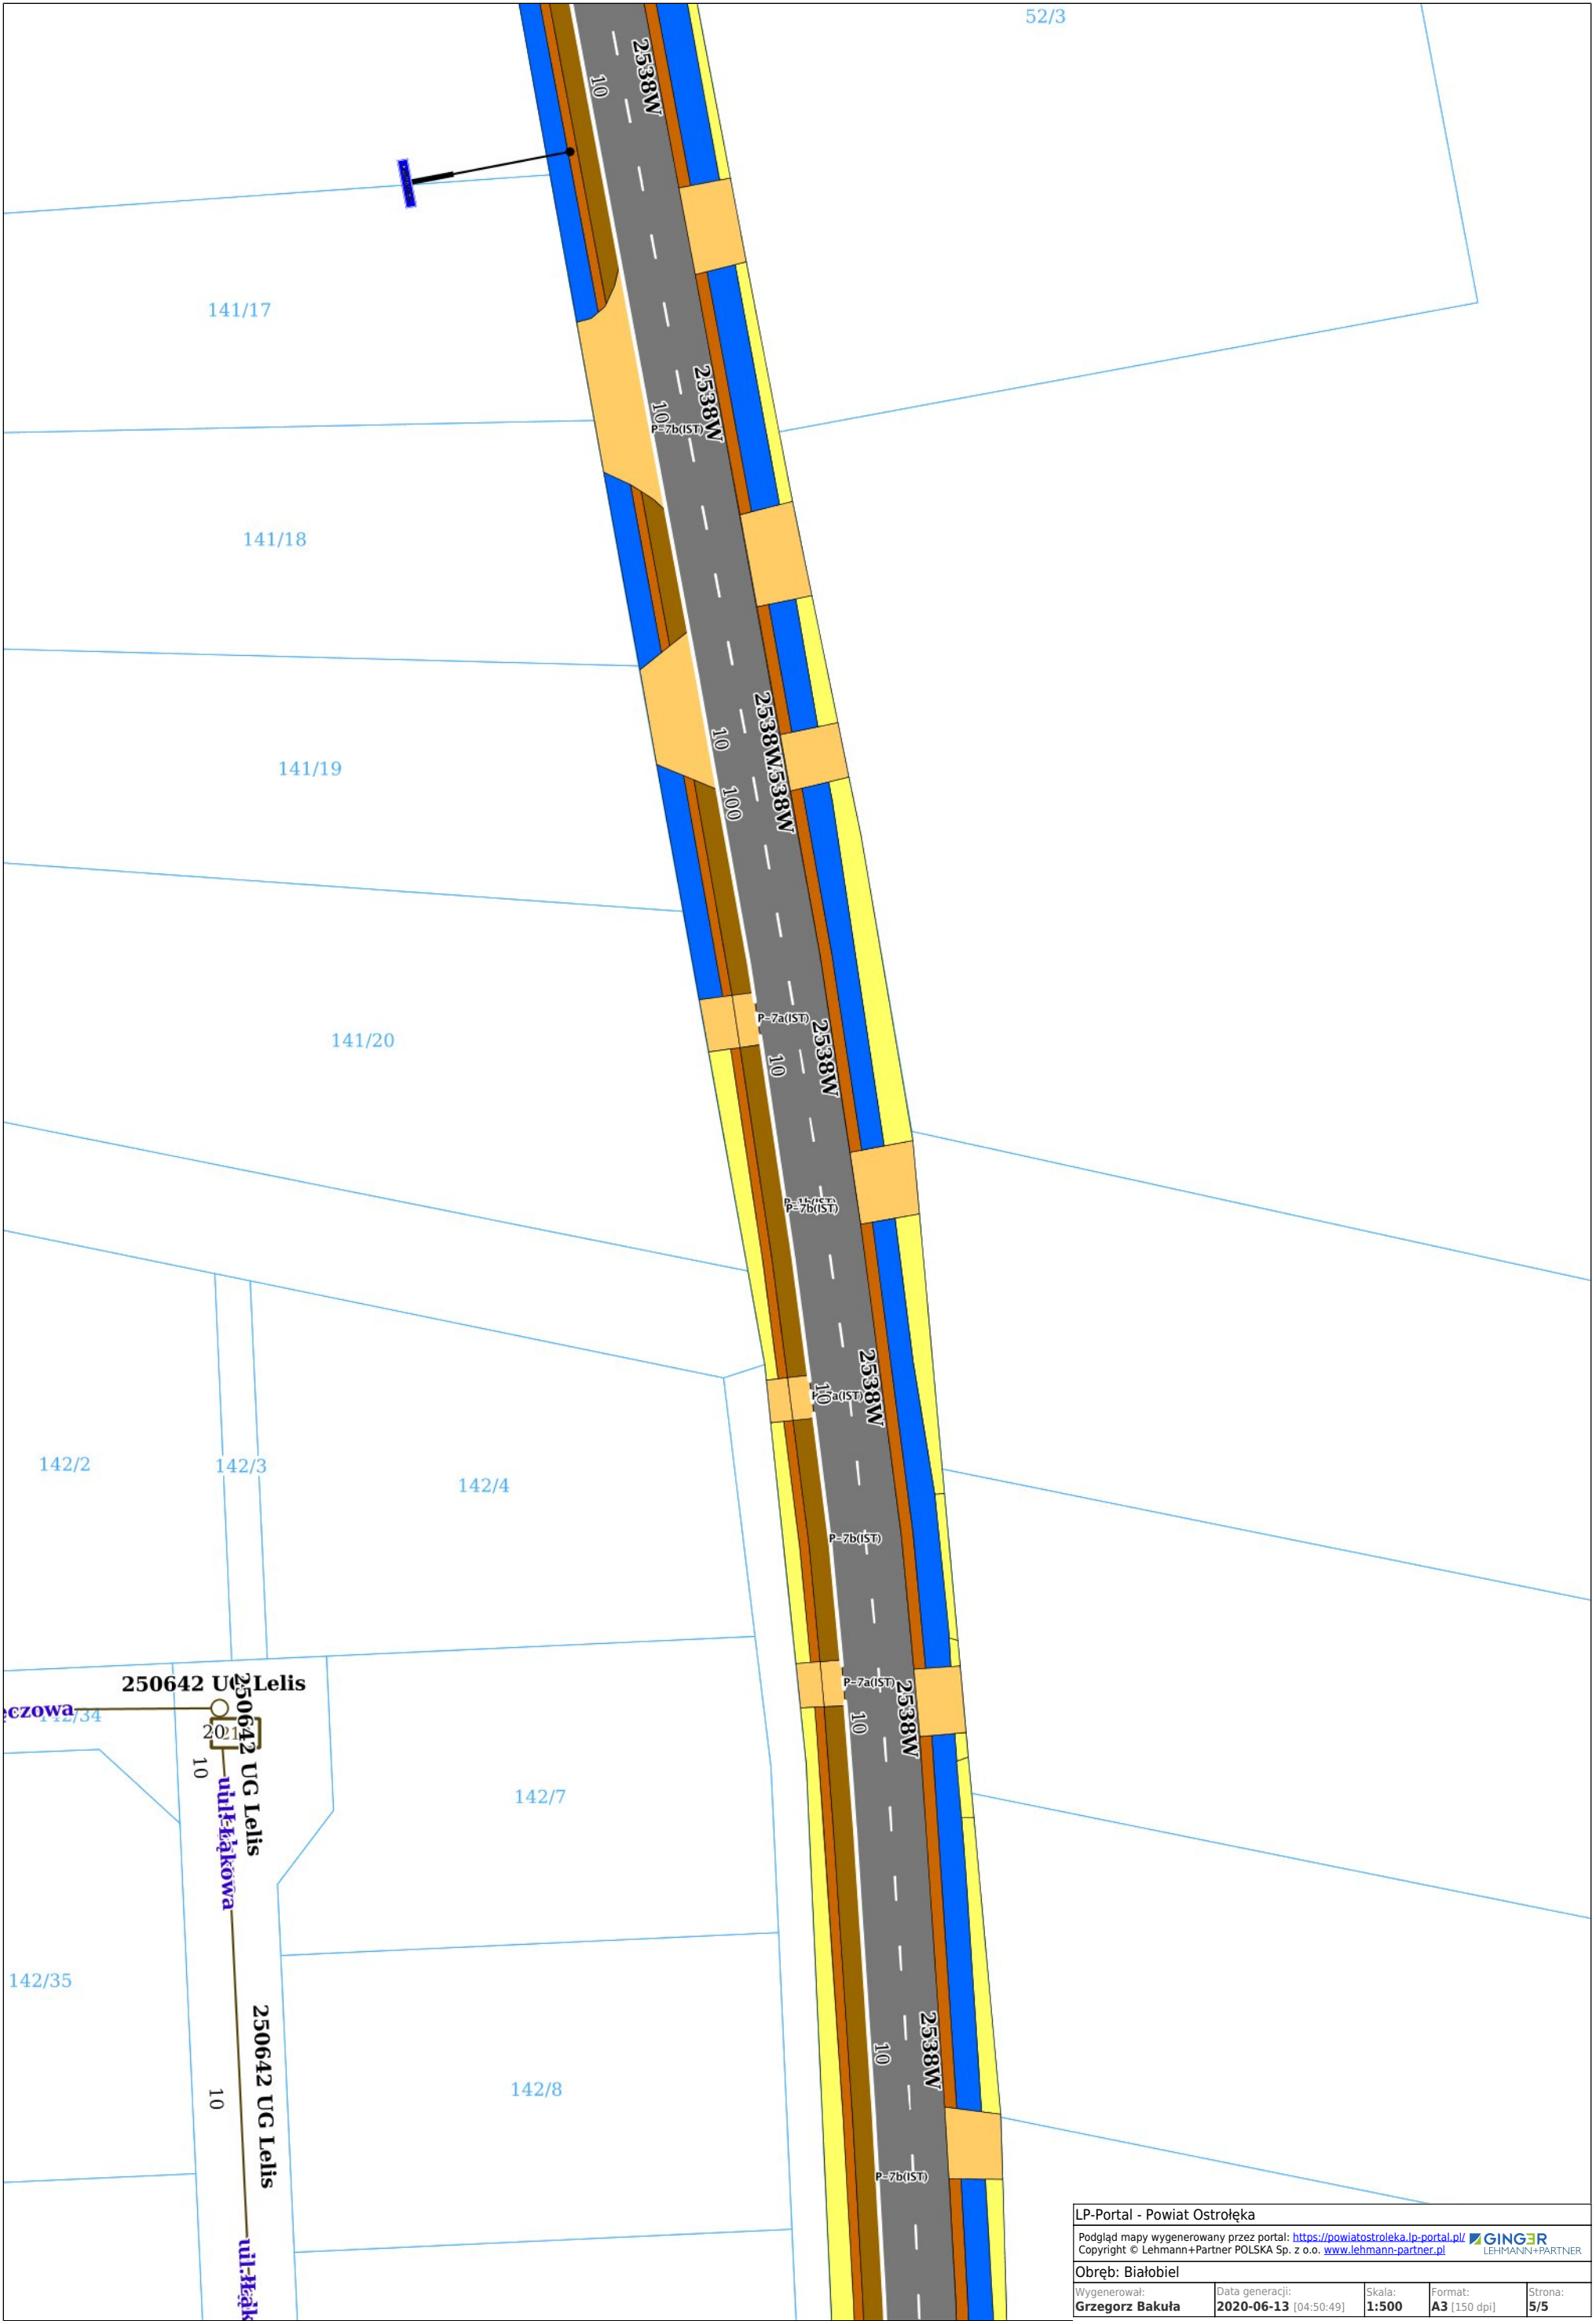 52/3
2538W
10
141/17
2538W
10
P-7b(IST)
141/18
2538W
10
141/19
100
P-7a(IST)
2538W
10
141/20
P-7b(IST)
2538W
10
142/2
142/3
142/4
P-7b(IST)
250642 UG Lelis
P-7a(IST)
2538W
10
20
250642 UG Lelis
10
142/7
142/35
2538W
10
250642 UG Lelis
10
142/8
P-7b(IST)
LP-Portal - Powiat Ostrołęka
Podgląd mapy wygenerowany przez portal: https://powiatostroleka.lp-portal.pl/
Copyright © Lehmann+Partner POLSKA Sp. z o.o. www.lehmann-partner.pl
GINGER
LEHMANN+PARTNER
Obręb: Białobiel
Wygenerował: Data generacji: Skala: Format: Strona:
Grzegorz Bakuła 2020-06-13 [04:50:49] 1:500 A3 [150 dpi] 5/5